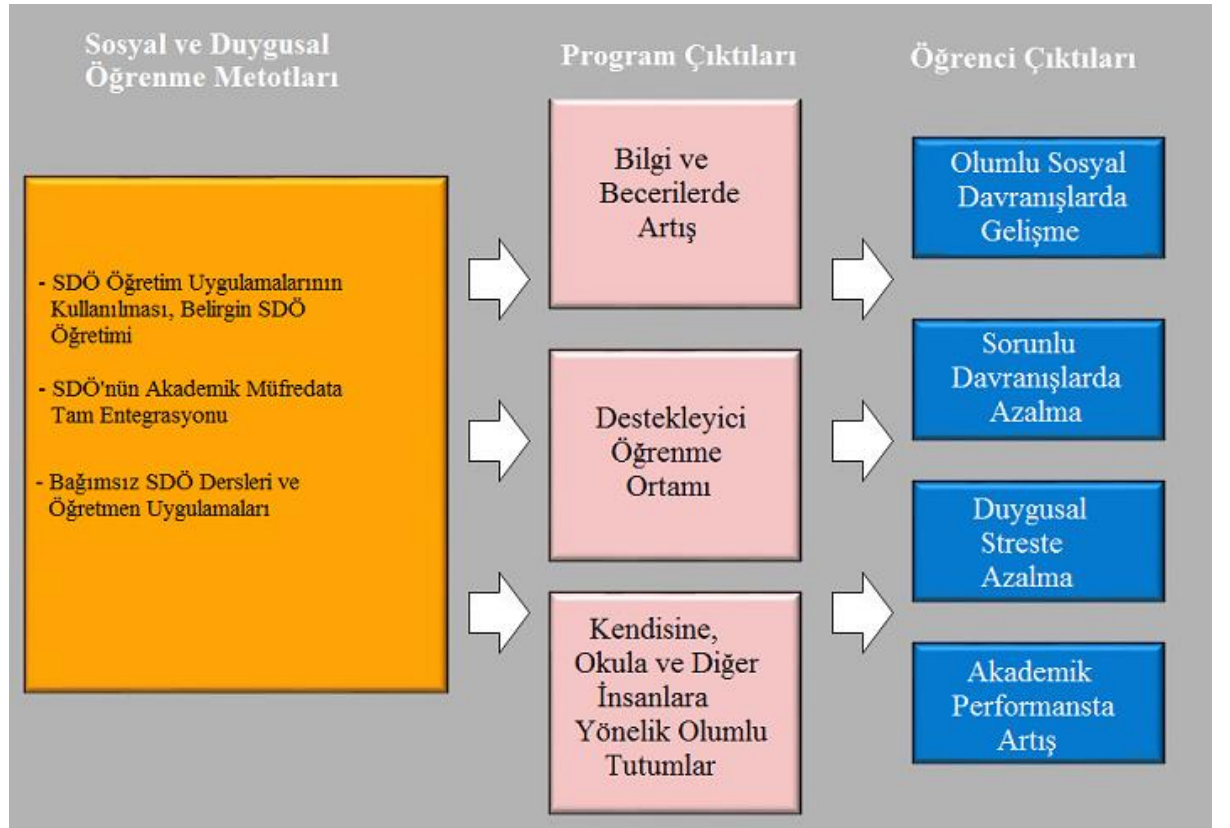 Sosyal ve Duygusal
Öğrenme Metotları
- SDÖ Öğretim Uygulamalarının
Kullanılması, Belirgin SDÖ
Öğretimi
- SDÖ'nün Akademik Müfredata
Tam Entegrasyonu
- Bağımsız SDÖ Dersleri ve
Öğretmen Uygulamaları
Program Çıktıları
Bilgi ve
Becerilerde
Artış
Destekleyici
Öğrenme
Ortamı
Kendisine,
Okula ve Diğer
İnsanlara
Yönelik Olumlu
Tutumlar
Öğrenci Çıktıları
Olumlu Sosyal
Davranışlarda
Gelişme
Sorunlu
Davranışlarda
Azalma
Duygusal
Streste
Azalma
Akademik
Performansta
Artış